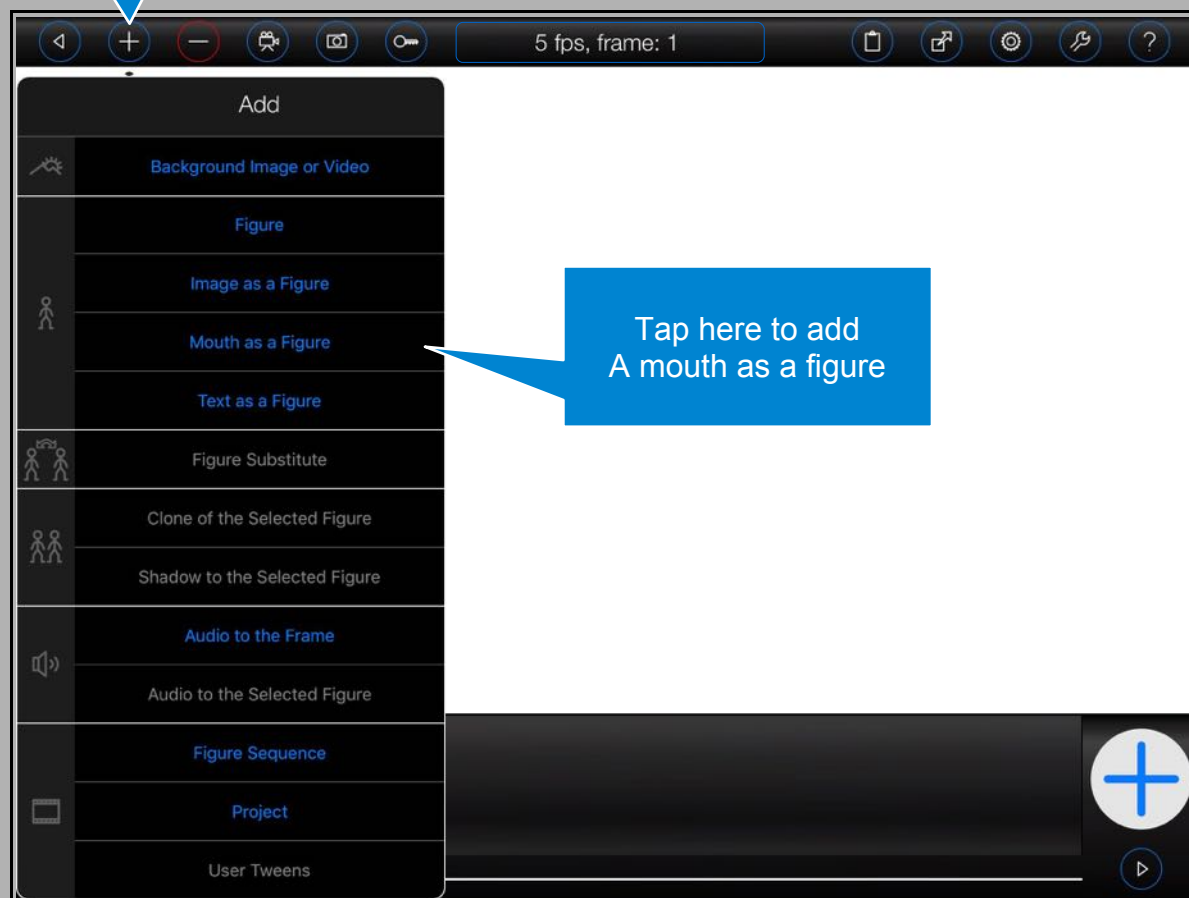 5 fps, frame: 1
?
Add
Background Image or Video
Figure
Image as a Figure
Mouth as a Figure
Text as a Figure
Figure Substitute
Clone of the Selected Figure
Shadow to the Selected Figure
Audio to the Frame
Audio to the Selected Figure
Figure Sequence
Project
User Tweens
Tap here to add
A mouth as a figure